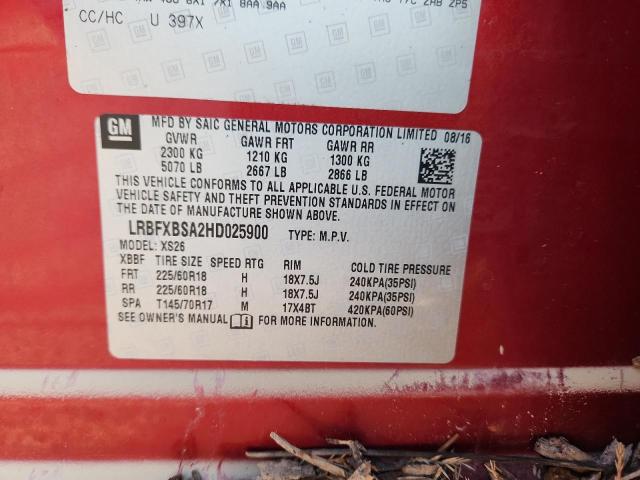 8AA 9AA
2AB 2P5
CC/HC U 397X
GM
MFD BY SAIC GENERAL MOTORS CORPORATION LIMITED 08/16
GVWR GAWR FRT GAWR RR
2300 KG 1210 KG 1300 KG
5070 LB 2667 LB 2866 LB
THIS VEHICLE CONFORMS TO ALL APPLICABLE U.S. FEDERAL MOTOR
VEHICLE SAFETY AND THEFT PREVENTION STANDARDS IN EFFECT ON
THE DATE OF MANUFACTURE SHOWN ABOVE.
LRBFXBSA2HD025900 TYPE: M.P.V.
MODEL: XS26
XBBF TIRE SIZE SPEED RTG RIM COLD TIRE PRESSURE
FRT 225/60R18 H 18X7.5J 240KPA(35PSI)
RR 225/60R18 H 18X7.5J 240KPA(35PSI)
SPA T145/70R17 M 17X4BT 420KPA(60PSI)
SEE OWNER'S MANUAL FOR MORE INFORMATION